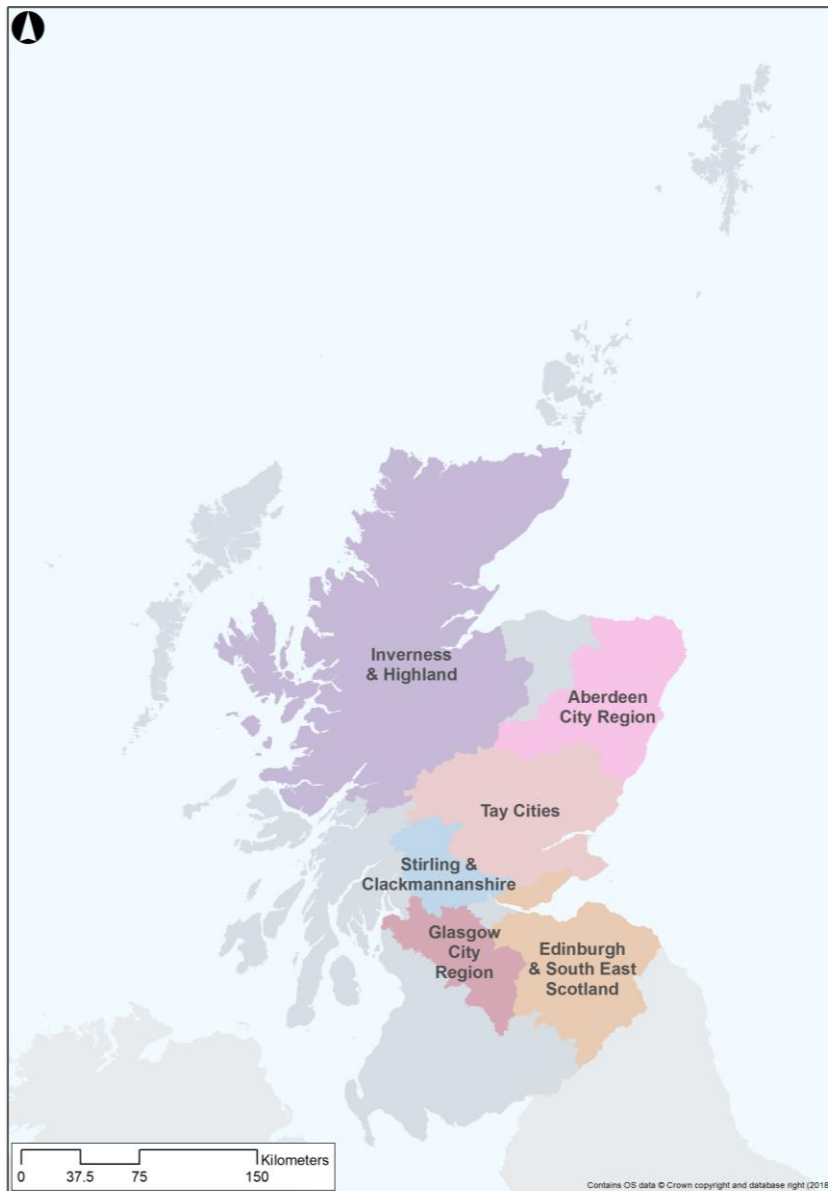 Inverness
& Highland
Aberdeen
City Region
Tay Cities
Stirling &
Clackmannanshire
Glasgow
City
Region
Edinburgh
& South East
Scotland
Kilometers
0 37.5 75 150
Contains OS data © Crown copyright and database right (2018